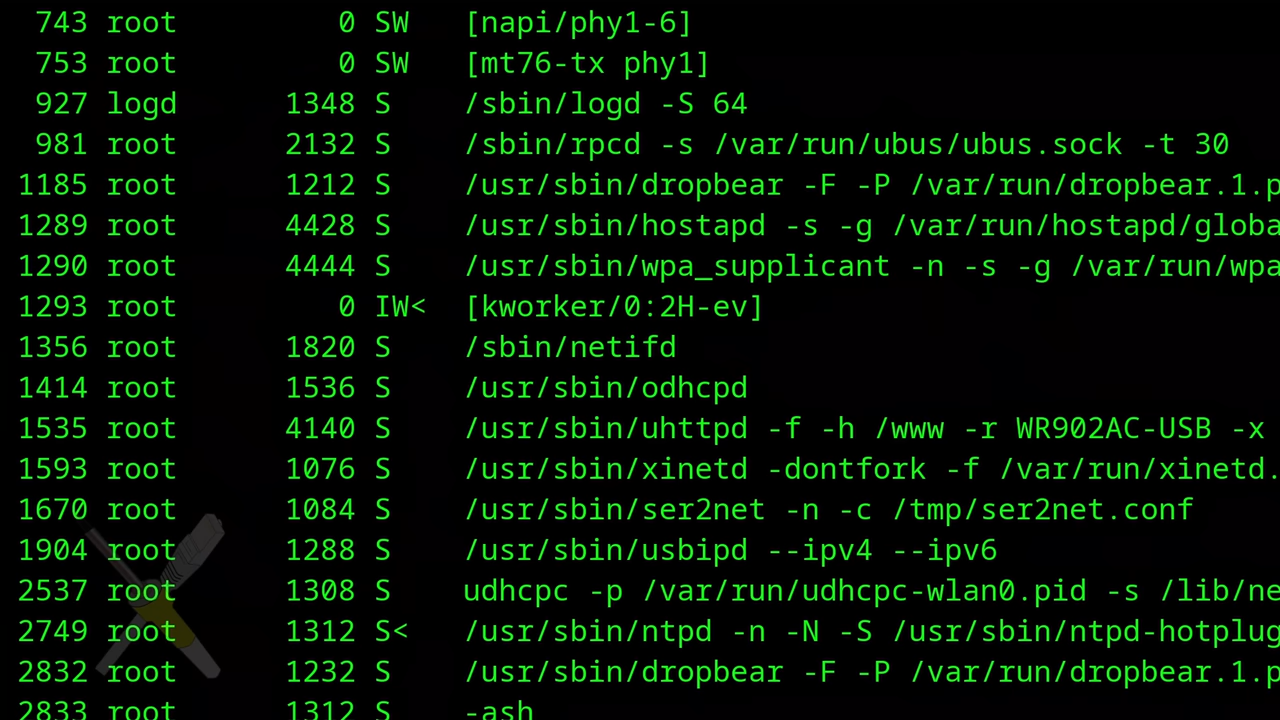 743 root 0 SW [napi/phy1-6]
753 root 0 SW [mt76-tx phy1]
927 logd 1348 S /sbin/logd -S 64
981 root 2132 S /sbin/rpcd -s /var/run/ubus/ubus.sock -t 30
1185 root 1212 S /usr/sbin/dropbear -F -P /var/run/dropbear.1.p
1289 root 4428 S /usr/sbin/hostapd -s -g /var/run/hostapd/globa
1290 root 4444 S /usr/sbin/wpa_supplicant -n -s -g /var/run/wpa
1293 root 0 IW< [kworker/0:2H-ev]
1356 root 1820 S /sbin/netifd
1414 root 1536 S /usr/sbin/odhcpd
1535 root 4140 S /usr/sbin/uhttpd -f -h /www -r WR902AC-USB -x
1593 root 1076 S /usr/sbin/xinetd -dontfork -f /var/run/xinetd.
1670 root 1084 S /usr/sbin/ser2net -n -c /tmp/ser2net.conf
1904 root 1288 S /usr/sbin/usbipd --ipv4 --ipv6
2537 root 1308 S udhcpc -p /var/run/udhcpc-wlan0.pid -s /lib/ne
2749 root 1312 S< /usr/sbin/ntpd -n -N -S /usr/sbin/ntpd-hotplug
2832 root 1232 S /usr/sbin/dropbear -F -P /var/run/dropbear.1.p
2833 root 1312 S -ash